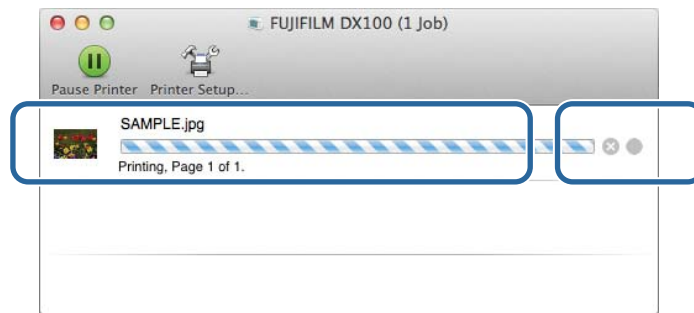 FUJIFILM DX100 (1 Job)
Pause Printer Printer Setup...
SAMPLE.jpg
Printing, Page 1 of 1.